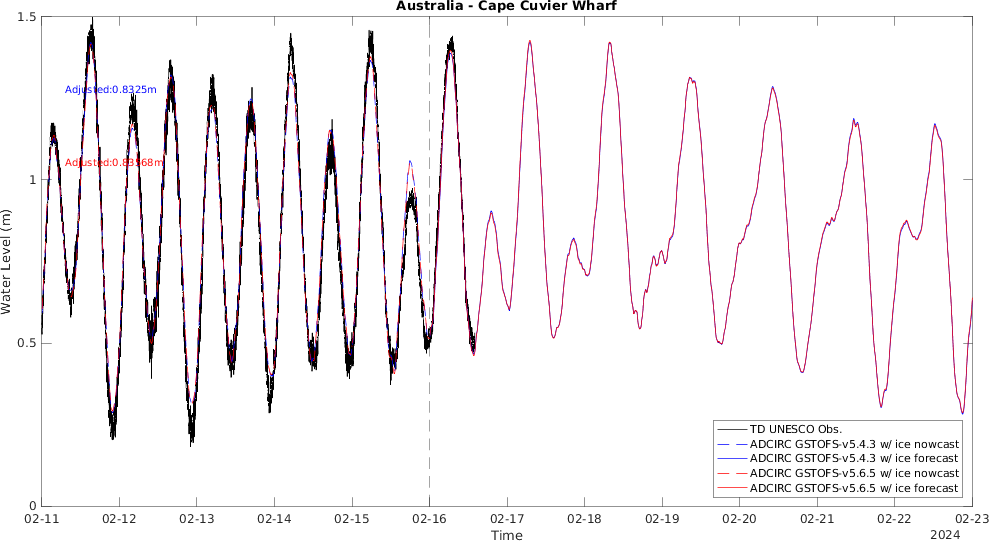 Australia - Cape Cuvier Wharf
1.5
1
0.5
0
Water Level (m)
Adjusted:0.8325m
Adjusted:0.83568m
TD UNESCO Obs.
ADCIRC GSTOFS-v5.4.3 w/ ice nowcast
ADCIRC GSTOFS-v5.4.3 w/ ice forecast
ADCIRC GSTOFS-v5.6.5 w/ ice nowcast
ADCIRC GSTOFS-v5.6.5 w/ ice forecast
02-11 02-12 02-13 02-14 02-15 02-16 02-17 02-18 02-19 02-20 02-21 02-22 02-23
Time
2024